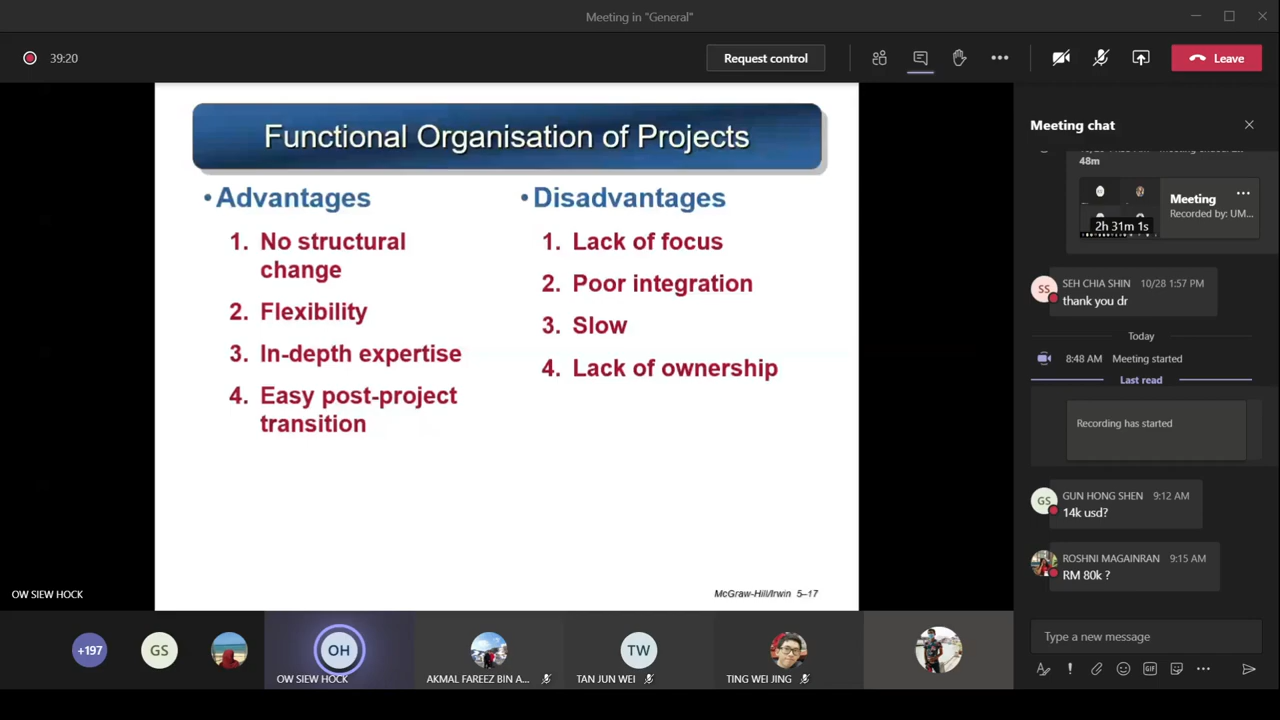 Meeting in "General"
39:20
Request control
Leave
Functional Organisation of Projects
• Advantages
1. No structural
change
2. Flexibility
3. In-depth expertise
4. Easy post-project
transition
• Disadvantages
1. Lack of focus
2. Poor integration
3. Slow
4. Lack of ownership
McGraw-Hill/Irwin 5–17
OW SIEW HOCK
+197
GS
OH
OW SIEW HOCK
AKMAL FAREEZ BIN A...
TW
TAN JUN WEI
TING WEI JING
Meeting chat
48m
Meeting
...
Recorded by: UM...
2h 31m 1s
SS
SEH CHIA SHIN 10/28 1:57 PM
thank you dr
Today
8:48 AM Meeting started
Last read
Recording has started
GS
GUN HONG SHEN 9:12 AM
14k usd?
ROSHNI MAGAINRAN 9:15 AM
RM 80k ?
Type a new message
GIF